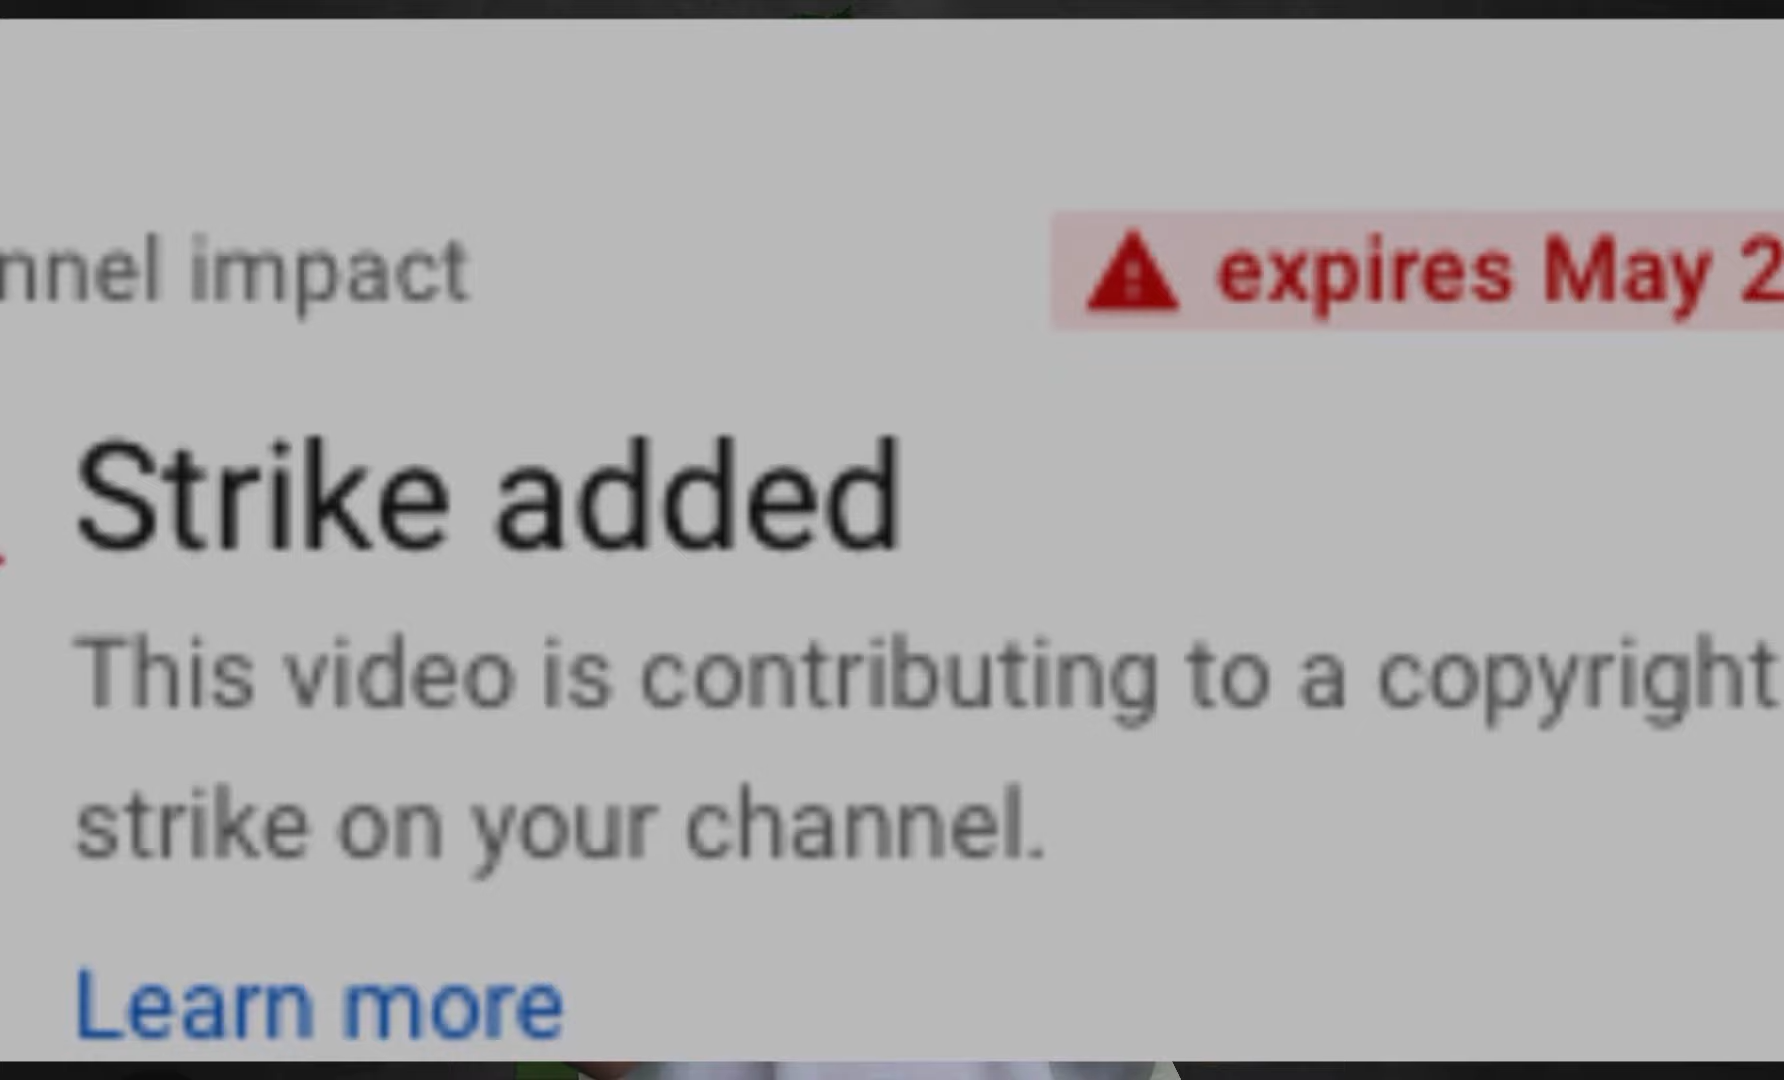 nnel impact
expires May 2
Strike added
This video is contributing to a copyright
strike on your channel.
Learn more